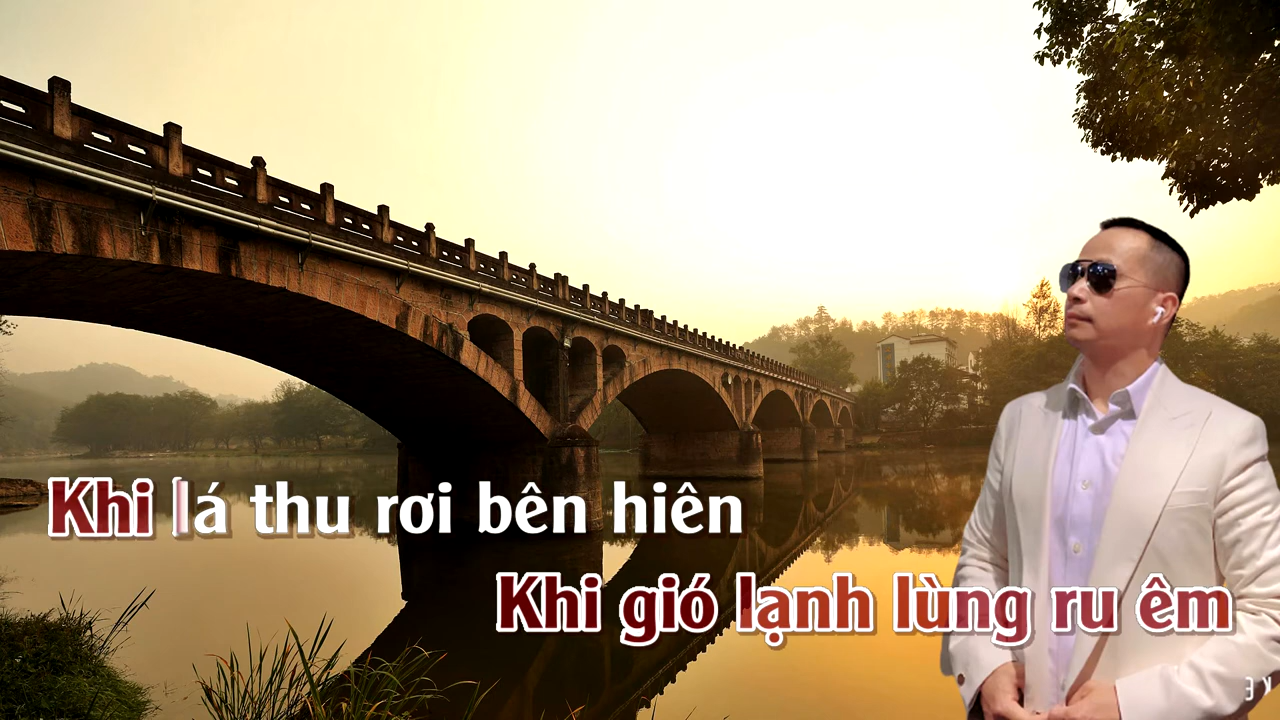 Khi lá thu rơi bên hiên
Khi gió lạnh lùng ru êm